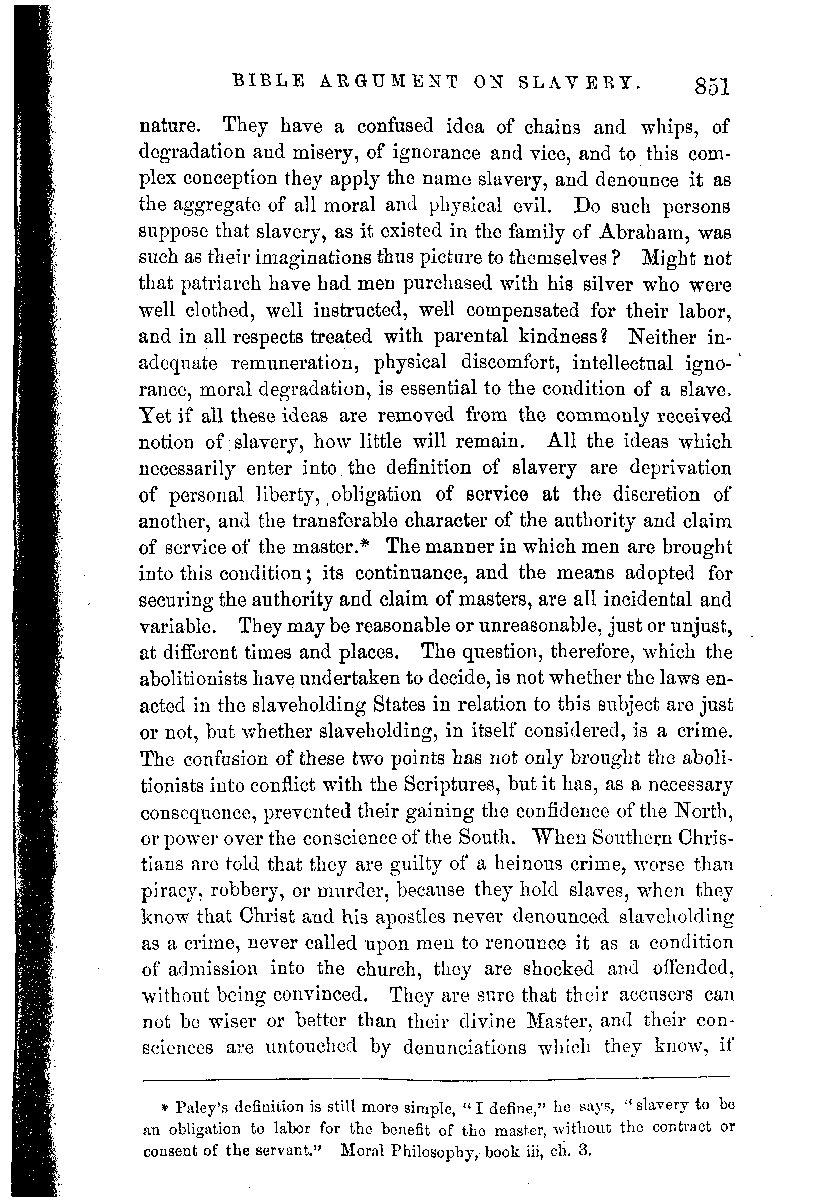 BIBLE ARGUMENT ON SLAVERY. 851
nature. They have a confused idea of chains and whips, of
degradation and misery, of ignorance and vice, and to this com-
plex conception they apply the name slavery, and denounce it as
the aggregate of all moral and physical evil. Do such persons
suppose that slavery, as it existed in the family of Abraham, was
such as their imaginations thus picture to themselves? Might not
that patriarch have had men purchased with his silver who were
well clothed, well instructed, well compensated for their labor,
and in all respects treated with parental kindness? Neither in-
adequate remuneration, physical discomfort, intellectual igno-
rance, moral degradation, is essential to the condition of a slave.
Yet if all these ideas are removed from the commonly received
notion of slavery, how little will remain. All the ideas which
necessarily enter into the definition of slavery are deprivation
of personal liberty, obligation of service at the discretion of
another, and the transferable character of the authority and claim
of service of the master.* The manner in which men are brought
into this condition; its continuance, and the means adopted for
securing the authority and claim of masters, are all incidental and
variable. They may be reasonable or unreasonable, just or unjust,
at different times and places. The question, therefore, which the
abolitionists have undertaken to decide, is not whether the laws en-
acted in the slaveholding States in relation to this subject are just
or not, but whether slaveholding, in itself considered, is a crime.
The confusion of these two points has not only brought the aboli-
tionists into conflict with the Scriptures, but it has, as a necessary
consequence, prevented their gaining the confidence of the North,
or power over the conscience of the South. When Southern Chris-
tians are told that they are guilty of a heinous crime, worse than
piracy, robbery, or murder, because they hold slaves, when they
know that Christ and his apostles never denounced slaveholding
as a crime, never called upon men to renounce it as a condition
of admission into the church, they are shocked and offended,
without being convinced. They are sure that their accusers can
not be wiser or better than their divine Master, and their con-
sciences are untouched by denunciations which they know, if
* Paley's definition is still more simple, "I define," he says, "slavery to be
an obligation to labor for the benefit of the master, without the contract or
consent of the servant." Moral Philosophy, book iii, ch. 3.